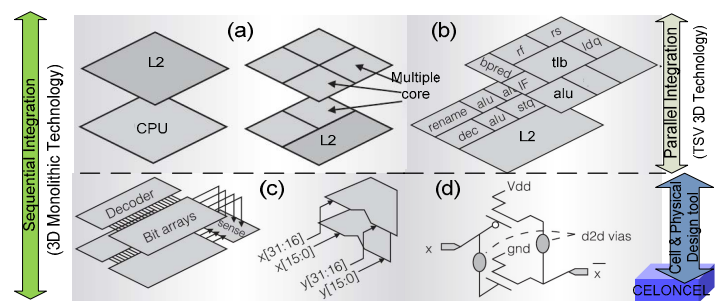 Sequential Integration
(3D Monolithic Technology)
(a)
L2
CPU
Multiple
core
L2
(b)
rs
rf
ldq
bpred
tlb
IF
alu
alu
alu
stq
rename
alu
dec
L2
Parallel Integration
(TSV 3D Technology)
(c)
Decoder
Bit arrays
sense
x[31:16]
x[15:0]
y[31:16]
y[15:0]
(d)
Vdd
d2d vias
gnd
x
x̅
Cell & Physical
Design tool
CELONCEL